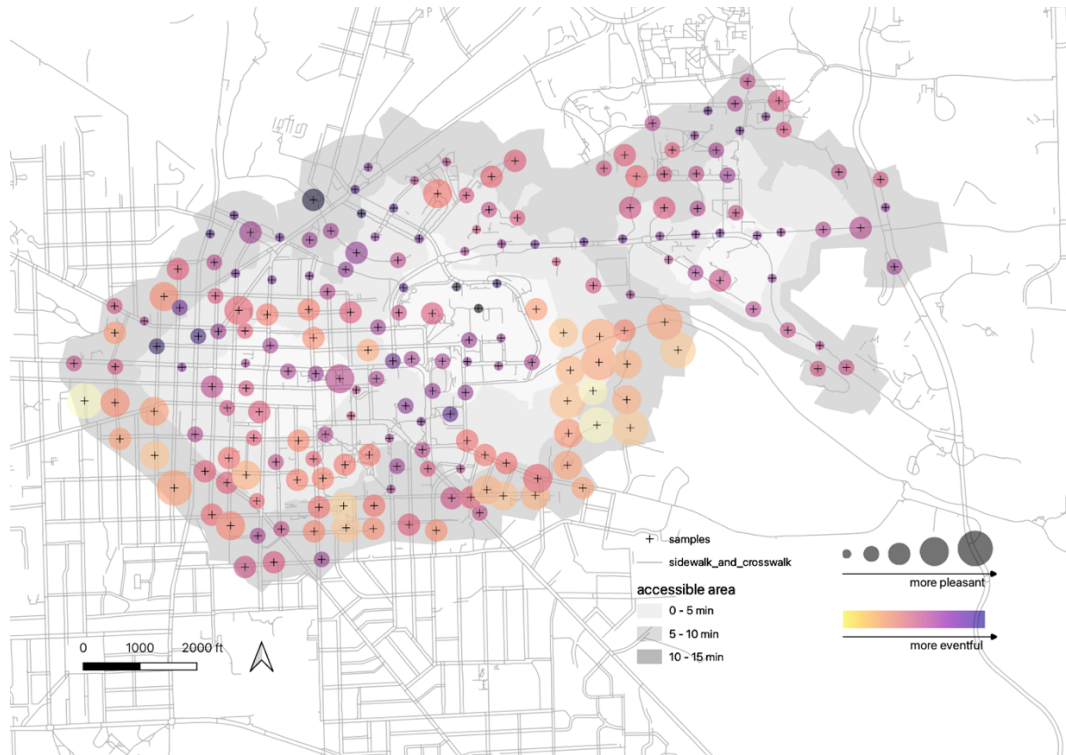 samples
sidewalk_and_crosswalk
accessible area
0 - 5 min
5 - 10 min
10 - 15 min
more pleasant
more eventful
0 1000 2000 ft